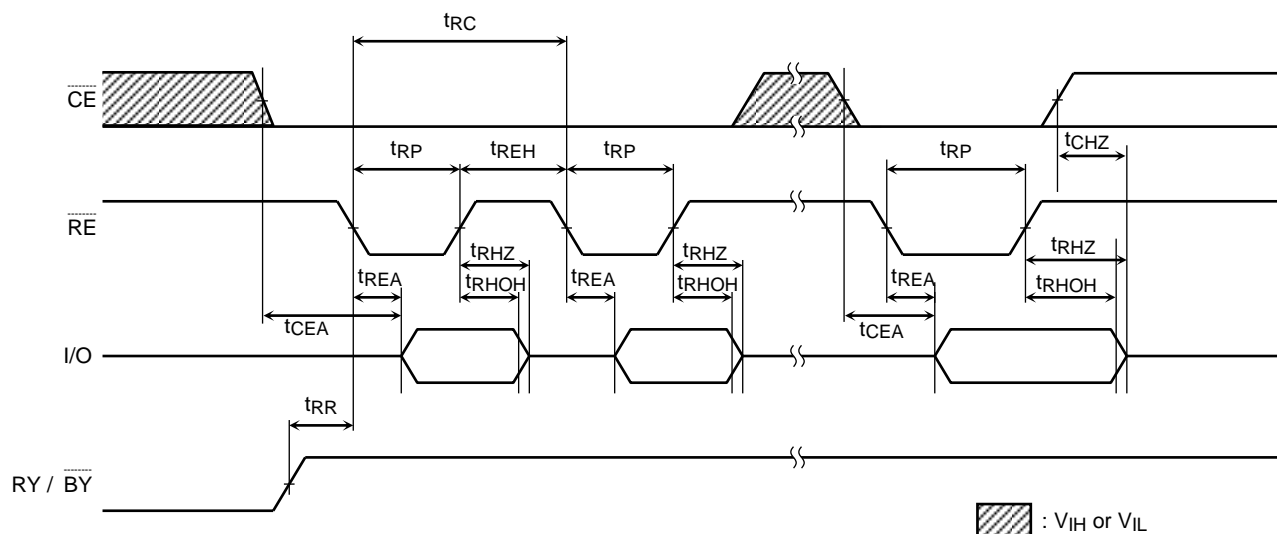 tRC
CE
tCHZ
tRP tREH tRP tRP
RE
tRHZ tRHZ tRHZ
tREA tRHOH tREA tRHOH tREA tRHOH
tCEA tCEA
I/O
tRR
RY / BY
: VIH or VIL